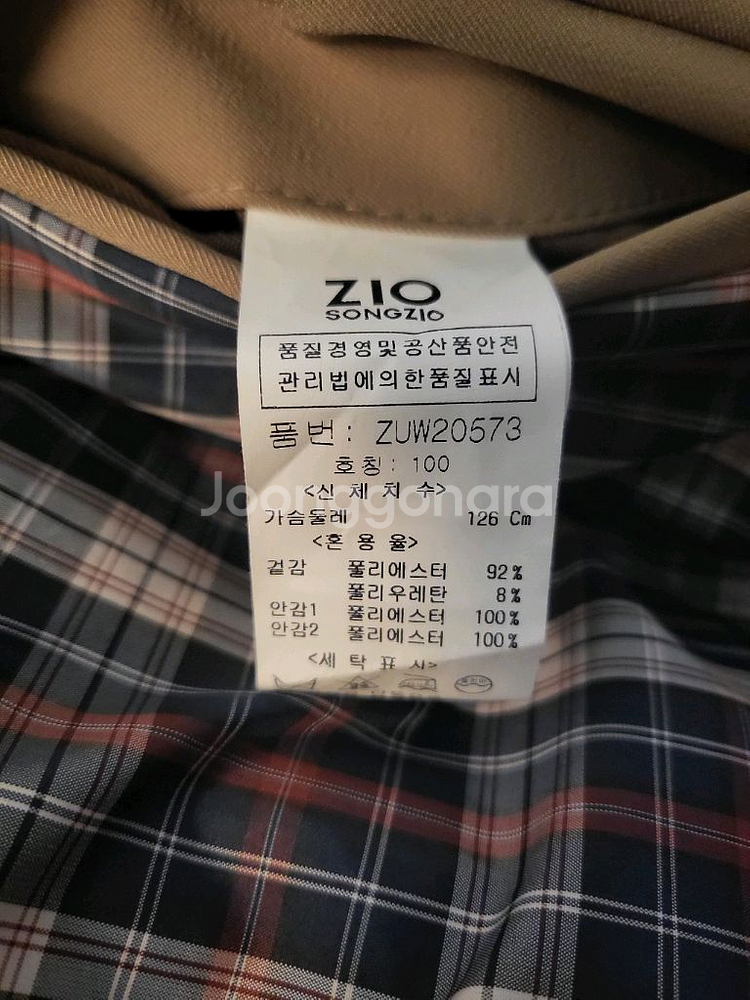 ZIO
SONGZIO
품질경영및공산품안전
관리법에의한품질표시
품번: ZUW20573
호칭: 100
<신체치수>
Joonggonara
가슴둘레 126 Cm
<혼용율>
겉감 폴리에스터 92%
폴리우레탄 8%
안감1 폴리에스터 100%
안감2 폴리에스터 100%
<세탁표시>